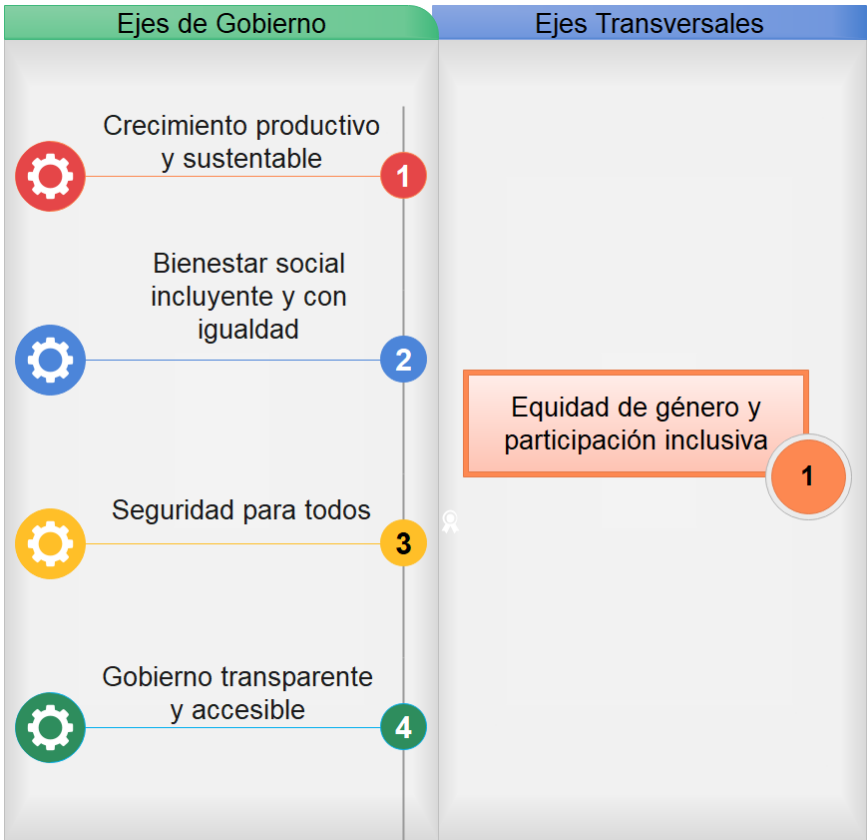 Ejes de Gobierno
Ejes Transversales
Crecimiento productivo
y sustentable
1
Bienestar social
incluyente y con
igualdad
2
Seguridad para todos
3
Gobierno transparente
y accesible
4
Equidad de género y
participación inclusiva
1